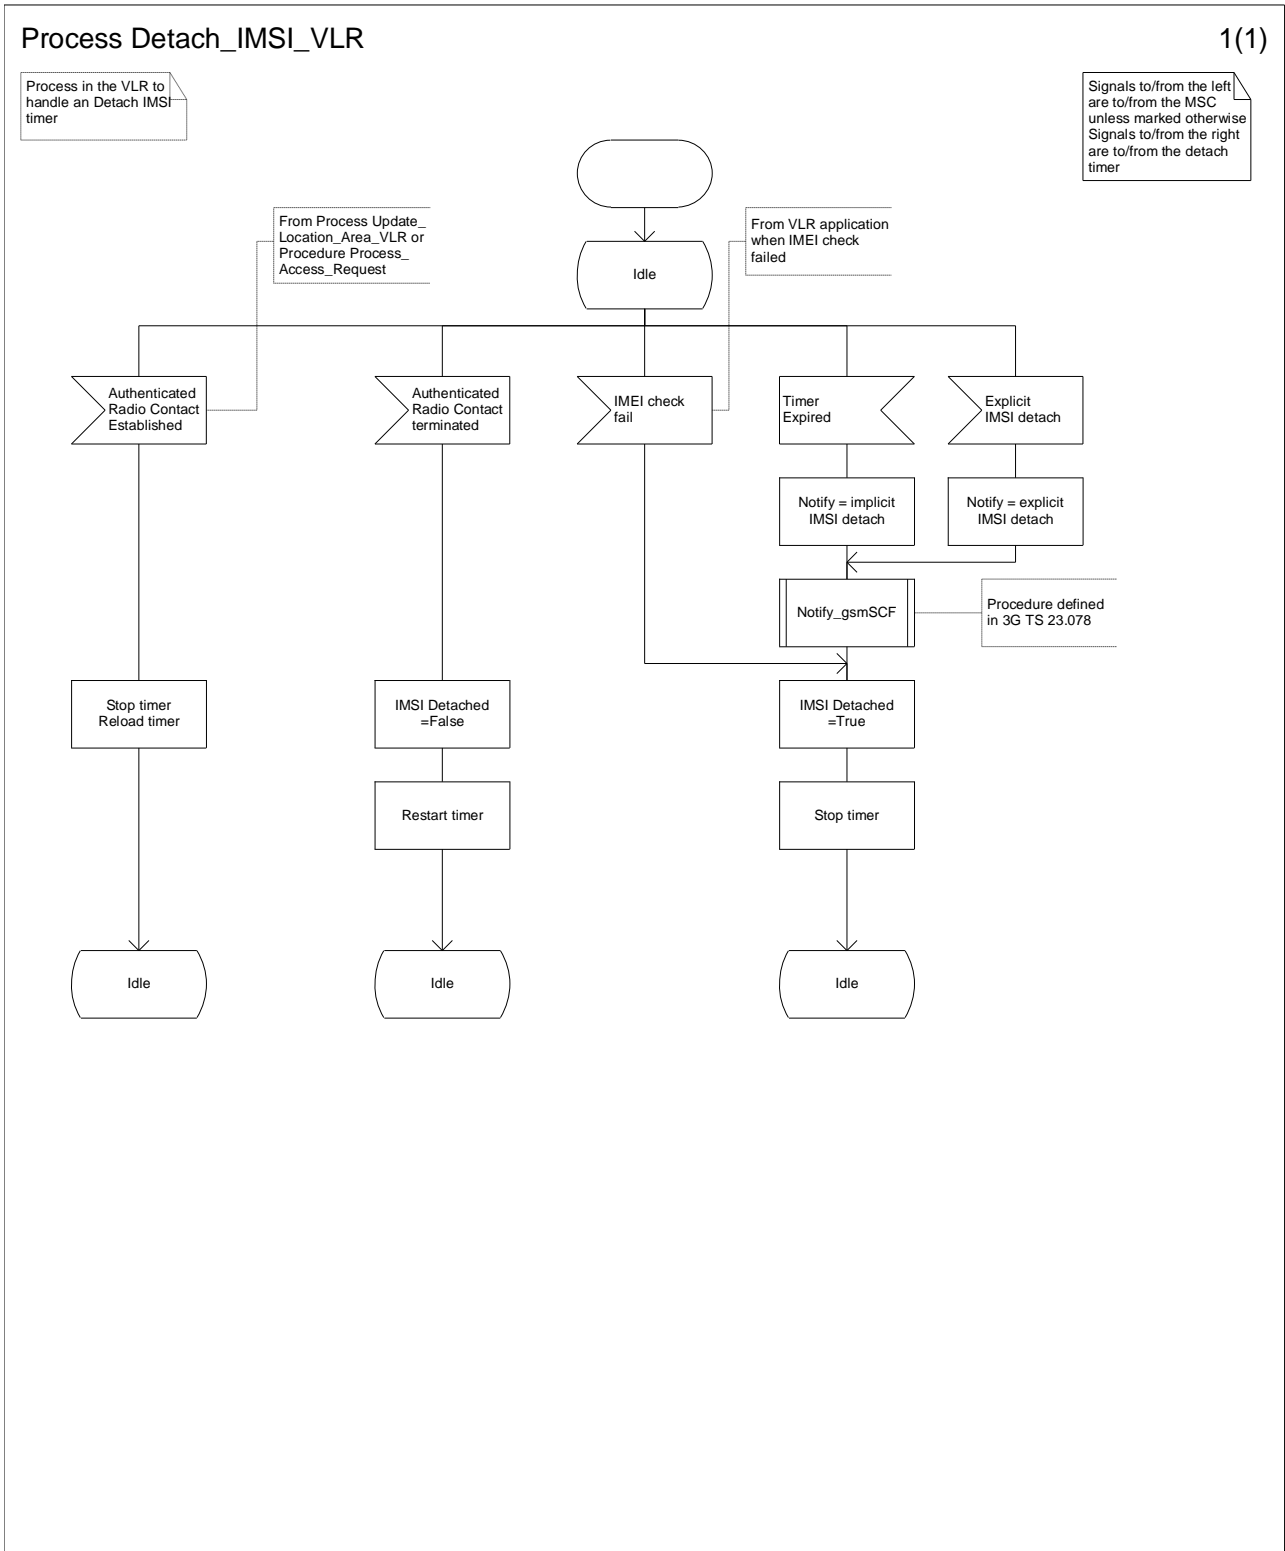 Process Detach_IMSI_VLR
1(1)
Process in the VLR to
handle an Detach IMSI
timer
Signals to/from the left
are to/from the MSC
unless marked otherwise
Signals to/from the right
are to/from the detach
timer
From Process Update_
Location_Area_VLR or
Procedure Process_
Access_Request
From VLR application
when IMEI check
failed
Idle
Authenticated
Radio Contact
Established
Authenticated
Radio Contact
terminated
IMEI check
fail
Timer
Expired
Explicit
IMSI detach
Notify = implicit
IMSI detach
Notify = explicit
IMSI detach
Notify_gsmSCF
Procedure defined
in 3G TS 23.078
Stop timer
Reload timer
IMSI Detached
=False
IMSI Detached
=True
Restart timer
Stop timer
Idle
Idle
Idle